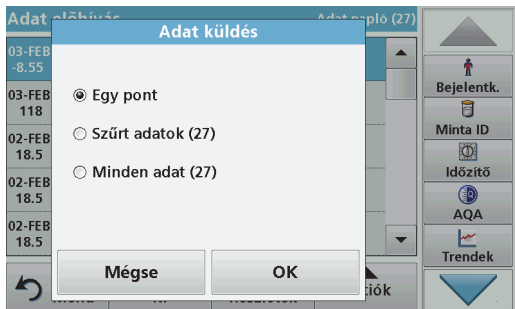 Adat előhívás Adat napló (27)
Adat küldés
03-FEB
-8.55
03-FEB
118
02-FEB
18.5
02-FEB
18.5
02-FEB
18.5
Egy pont
Szűrt adatok (27)
Minden adat (27)
Mégse
OK
Bejelentk.
Minta ID
Időzítő
AQA
Trendek